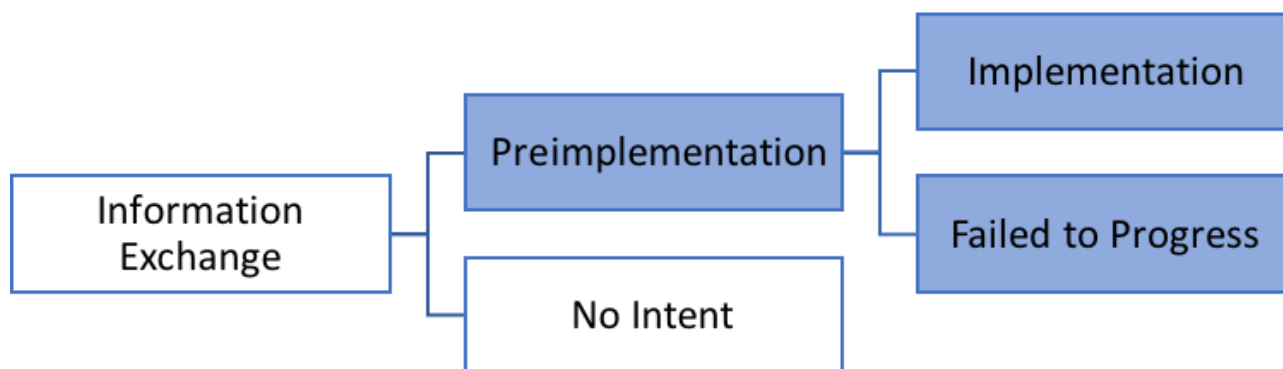 Information
Exchange
Preimplementation
No Intent
Implementation
Failed to Progress